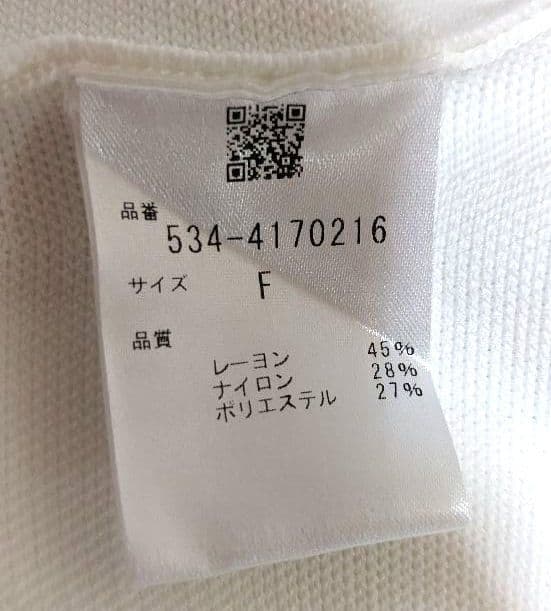 品番
534-4170216
サイズ F
品質
レーヨン 45%
ナイロン 28%
ポリエステル 27%